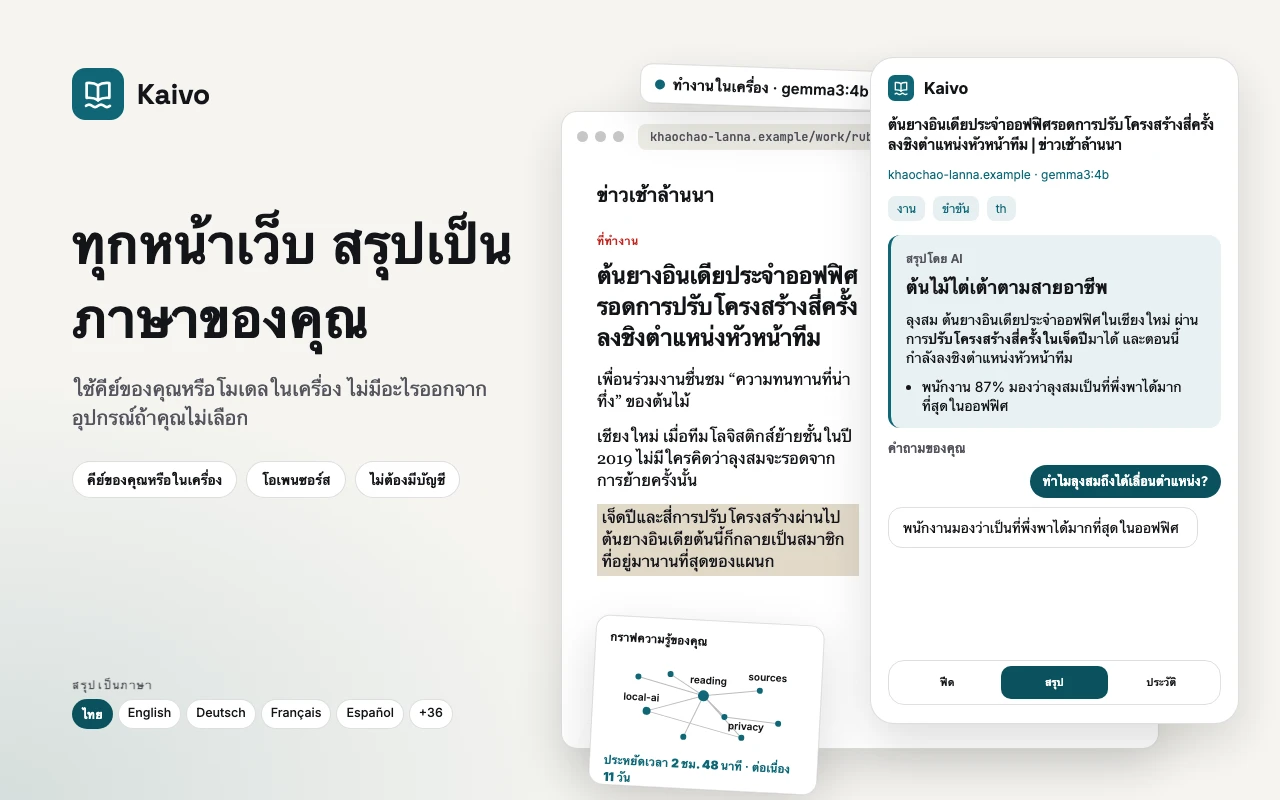 Kaivo
ทุกหน้าเว็บ สรุปเป็น
ภาษาของคุณ
ใช้คีย์ของคุณหรือโมเดลในเครื่อง ไม่มีอะไรออกจาก
อุปกรณ์ถ้าคุณไม่เลือก
คีย์ของคุณหรือในเครื่อง
โอเพนซอร์ส
ไม่ต้องมีบัญชี
สรุปเป็นภาษา
ไทย
English
Deutsch
Français
Español
+36
ทำงานในเครื่อง · gemma3:4b
khaochao-lanna.example/work/rub
ข่าวเช้าล้านนา
ที่ทำงาน
ต้นยางอินเดียประจำออฟฟิศ
รอดการปรับโครงสร้างสี่ครั้ง
ลงชิงตำแหน่งหัวหน้าทีม
เพื่อนร่วมงานชื่นชม “ความทนทานที่น่า
ทึ่ง” ของต้นไม้
เชียงใหม่ เมื่อทีมโลจิสติกส์ย้ายชั้นในปี
2019 ไม่มีใครคิดว่าลุงสมจะรอดจาก
การย้ายครั้งนั้น
เจ็ดปีและสี่การปรับโครงสร้างผ่านไป
ต้นยางอินเดียต้นนี้ก็กลายเป็นสมาชิก
ที่อยู่มานานที่สุดของแผนก
กราฟความรู้ของคุณ
reading
sources
local-ai
privacy
ประหยัดเวลา 2 ชม. 48 นาที · ต่อเนื่อง
11 วัน
Kaivo
ต้นยางอินเดียประจำออฟฟิศรอดการปรับโครงสร้างสี่ครั้ง
ลงชิงตำแหน่งหัวหน้าทีม | ข่าวเช้าล้านนา
khaochao-lanna.example · gemma3:4b
งาน
ขำขัน
th
สรุปโดย AI
ต้นไม้ไต่เต้าตามสายอาชีพ
ลุงสม ต้นยางอินเดียประจำออฟฟิศในเชียงใหม่ ผ่าน
การปรับโครงสร้างสี่ครั้งในเจ็ดปีมาได้ และตอนนี้
กำลังลงชิงตำแหน่งหัวหน้าทีม
• พนักงาน 87% มองว่าลุงสมเป็นที่พึ่งพาได้มาก
ที่สุดในออฟฟิศ
คำถามของคุณ
ทำไมลุงสมถึงได้เลื่อนตำแหน่ง?
พนักงานมองว่าเป็นที่พึ่งพาได้มากที่สุดในออฟฟิศ
ฟีด
สรุป
ประวัติ